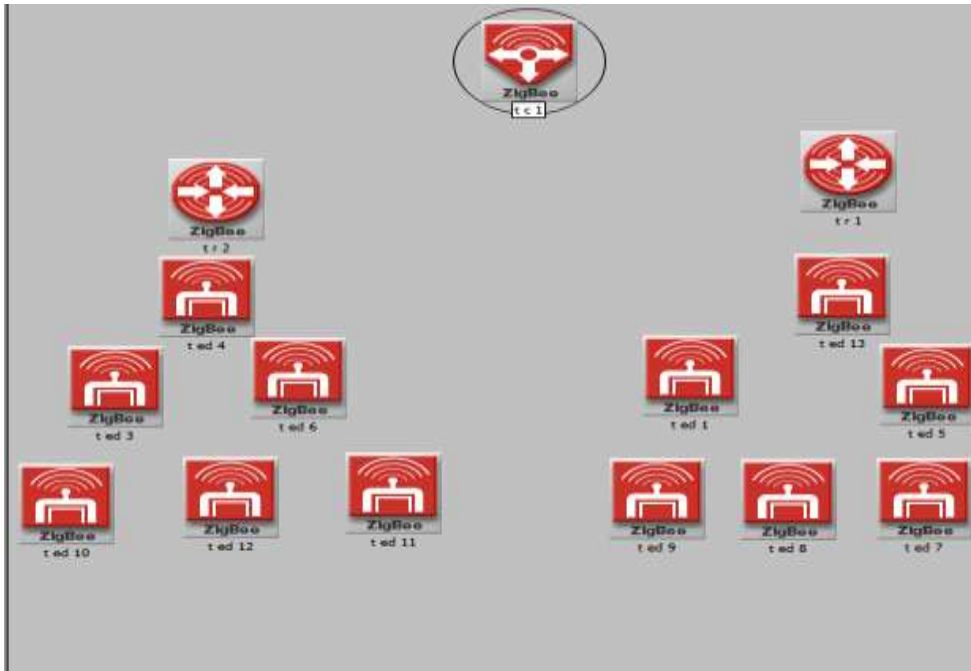 ZigBee
t c 1
ZigBee
t r 1
ZigBee
t r 2
ZigBee
t ed 4
ZigBee
t ed 13
ZigBee
t ed 3
ZigBee
t ed 6
ZigBee
t ed 1
ZigBee
t ed 5
ZigBee
t ed 10
ZigBee
t ed 12
ZigBee
t ed 11
ZigBee
t ed 9
ZigBee
t ed 8
ZigBee
t ed 7